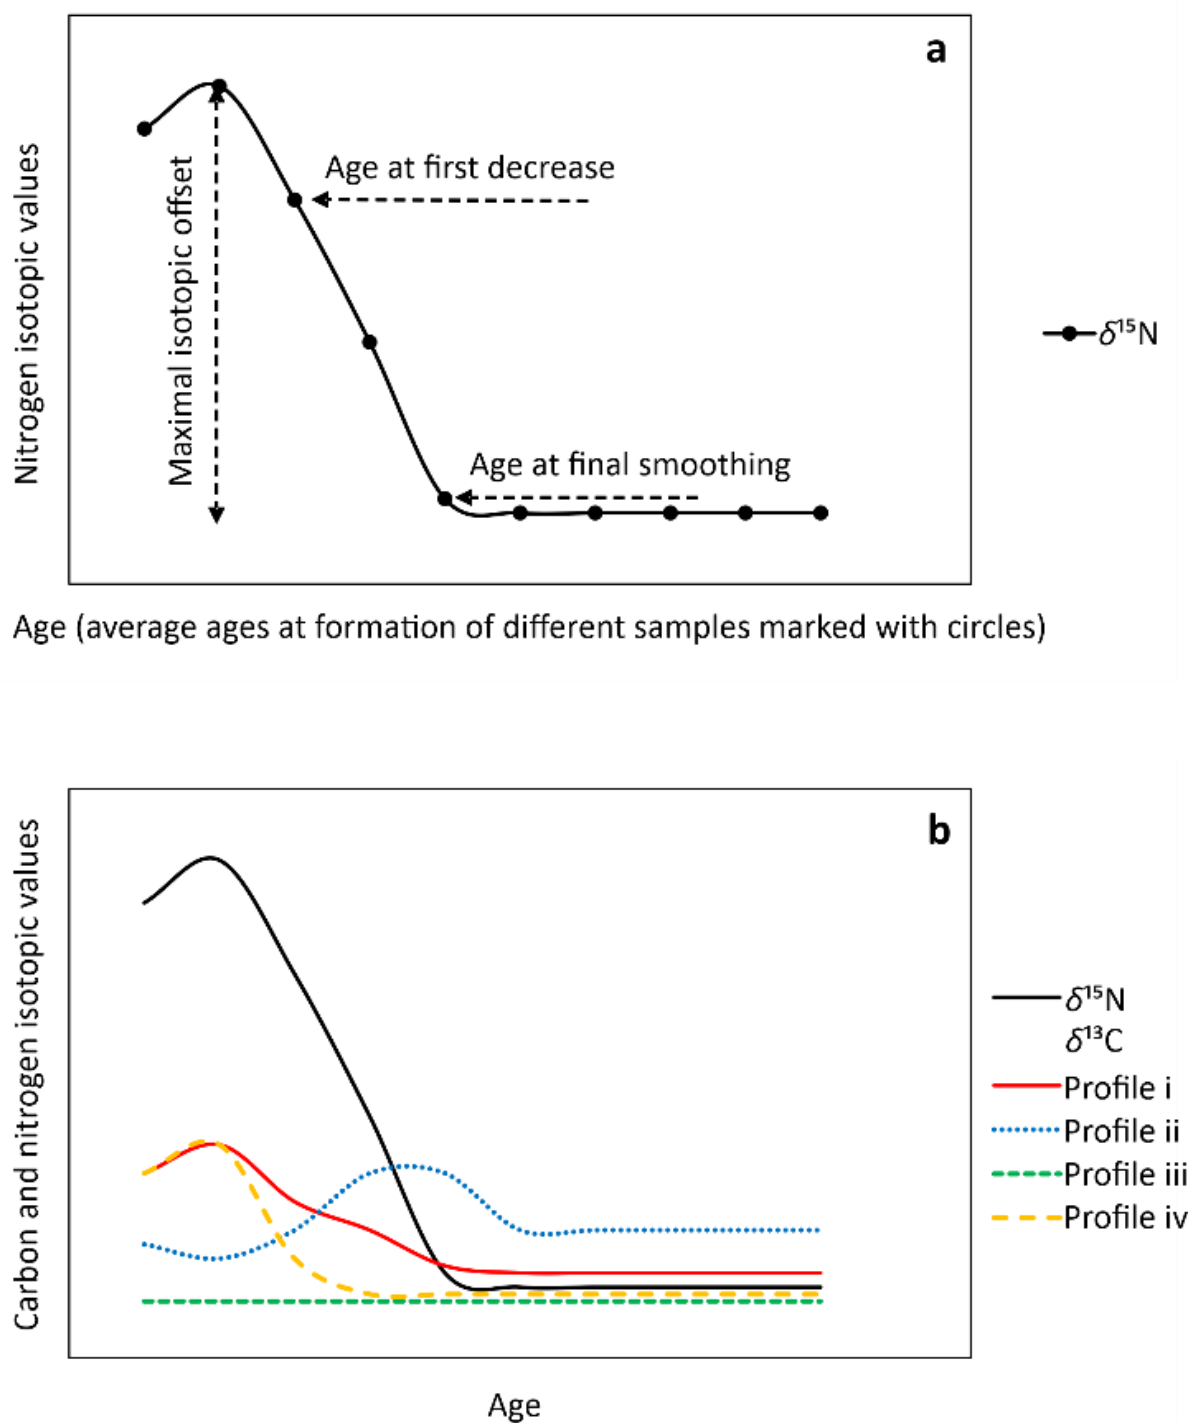 a
Nitrogen isotopic values
Maximal isotopic offset
Age at first decrease
Age at final smoothing
δ¹⁵N
Age (average ages at formation of different samples marked with circles)
b
Carbon and nitrogen isotopic values
δ¹⁵N
δ¹³C
Profile i
Profile ii
Profile iii
Profile iv
Age